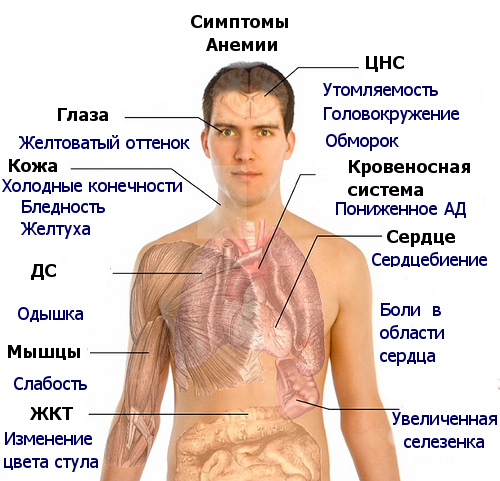 Симптомы
Анемии
ЦНС
Утомляемость
Головокружение
Обморок
Глаза
Желтоватый оттенок
Кожа
Холодные конечности
Бледность
Желтуха
Кровеносная
система
Пониженное АД
Сердце
Сердцебиение
Боли в
области
сердца
ДС
Одышка
Мышцы
Слабость
ЖКТ
Изменение
цвета стула
Увеличенная
селезенка